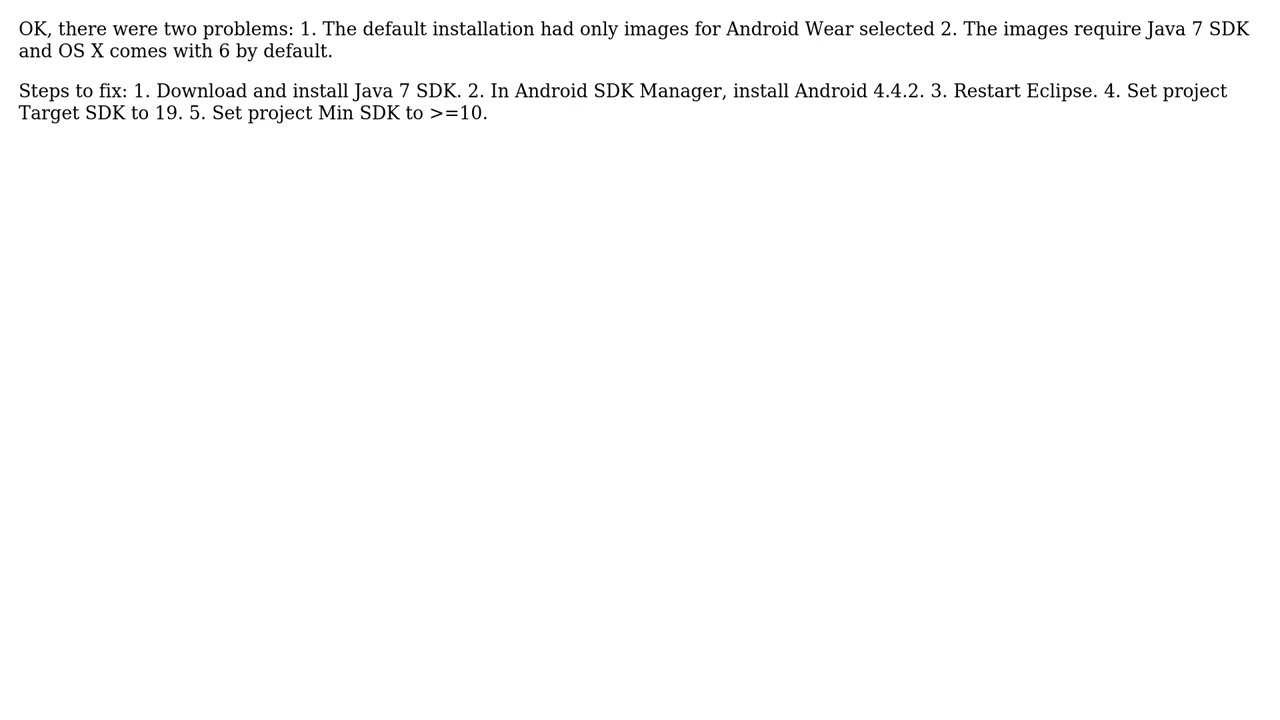 OK, there were two problems: 1. The default installation had only images for Android Wear selected 2. The images require Java 7 SDK
and OS X comes with 6 by default.
Steps to fix: 1. Download and install Java 7 SDK. 2. In Android SDK Manager, install Android 4.4.2. 3. Restart Eclipse. 4. Set project
Target SDK to 19. 5. Set project Min SDK to >=10.